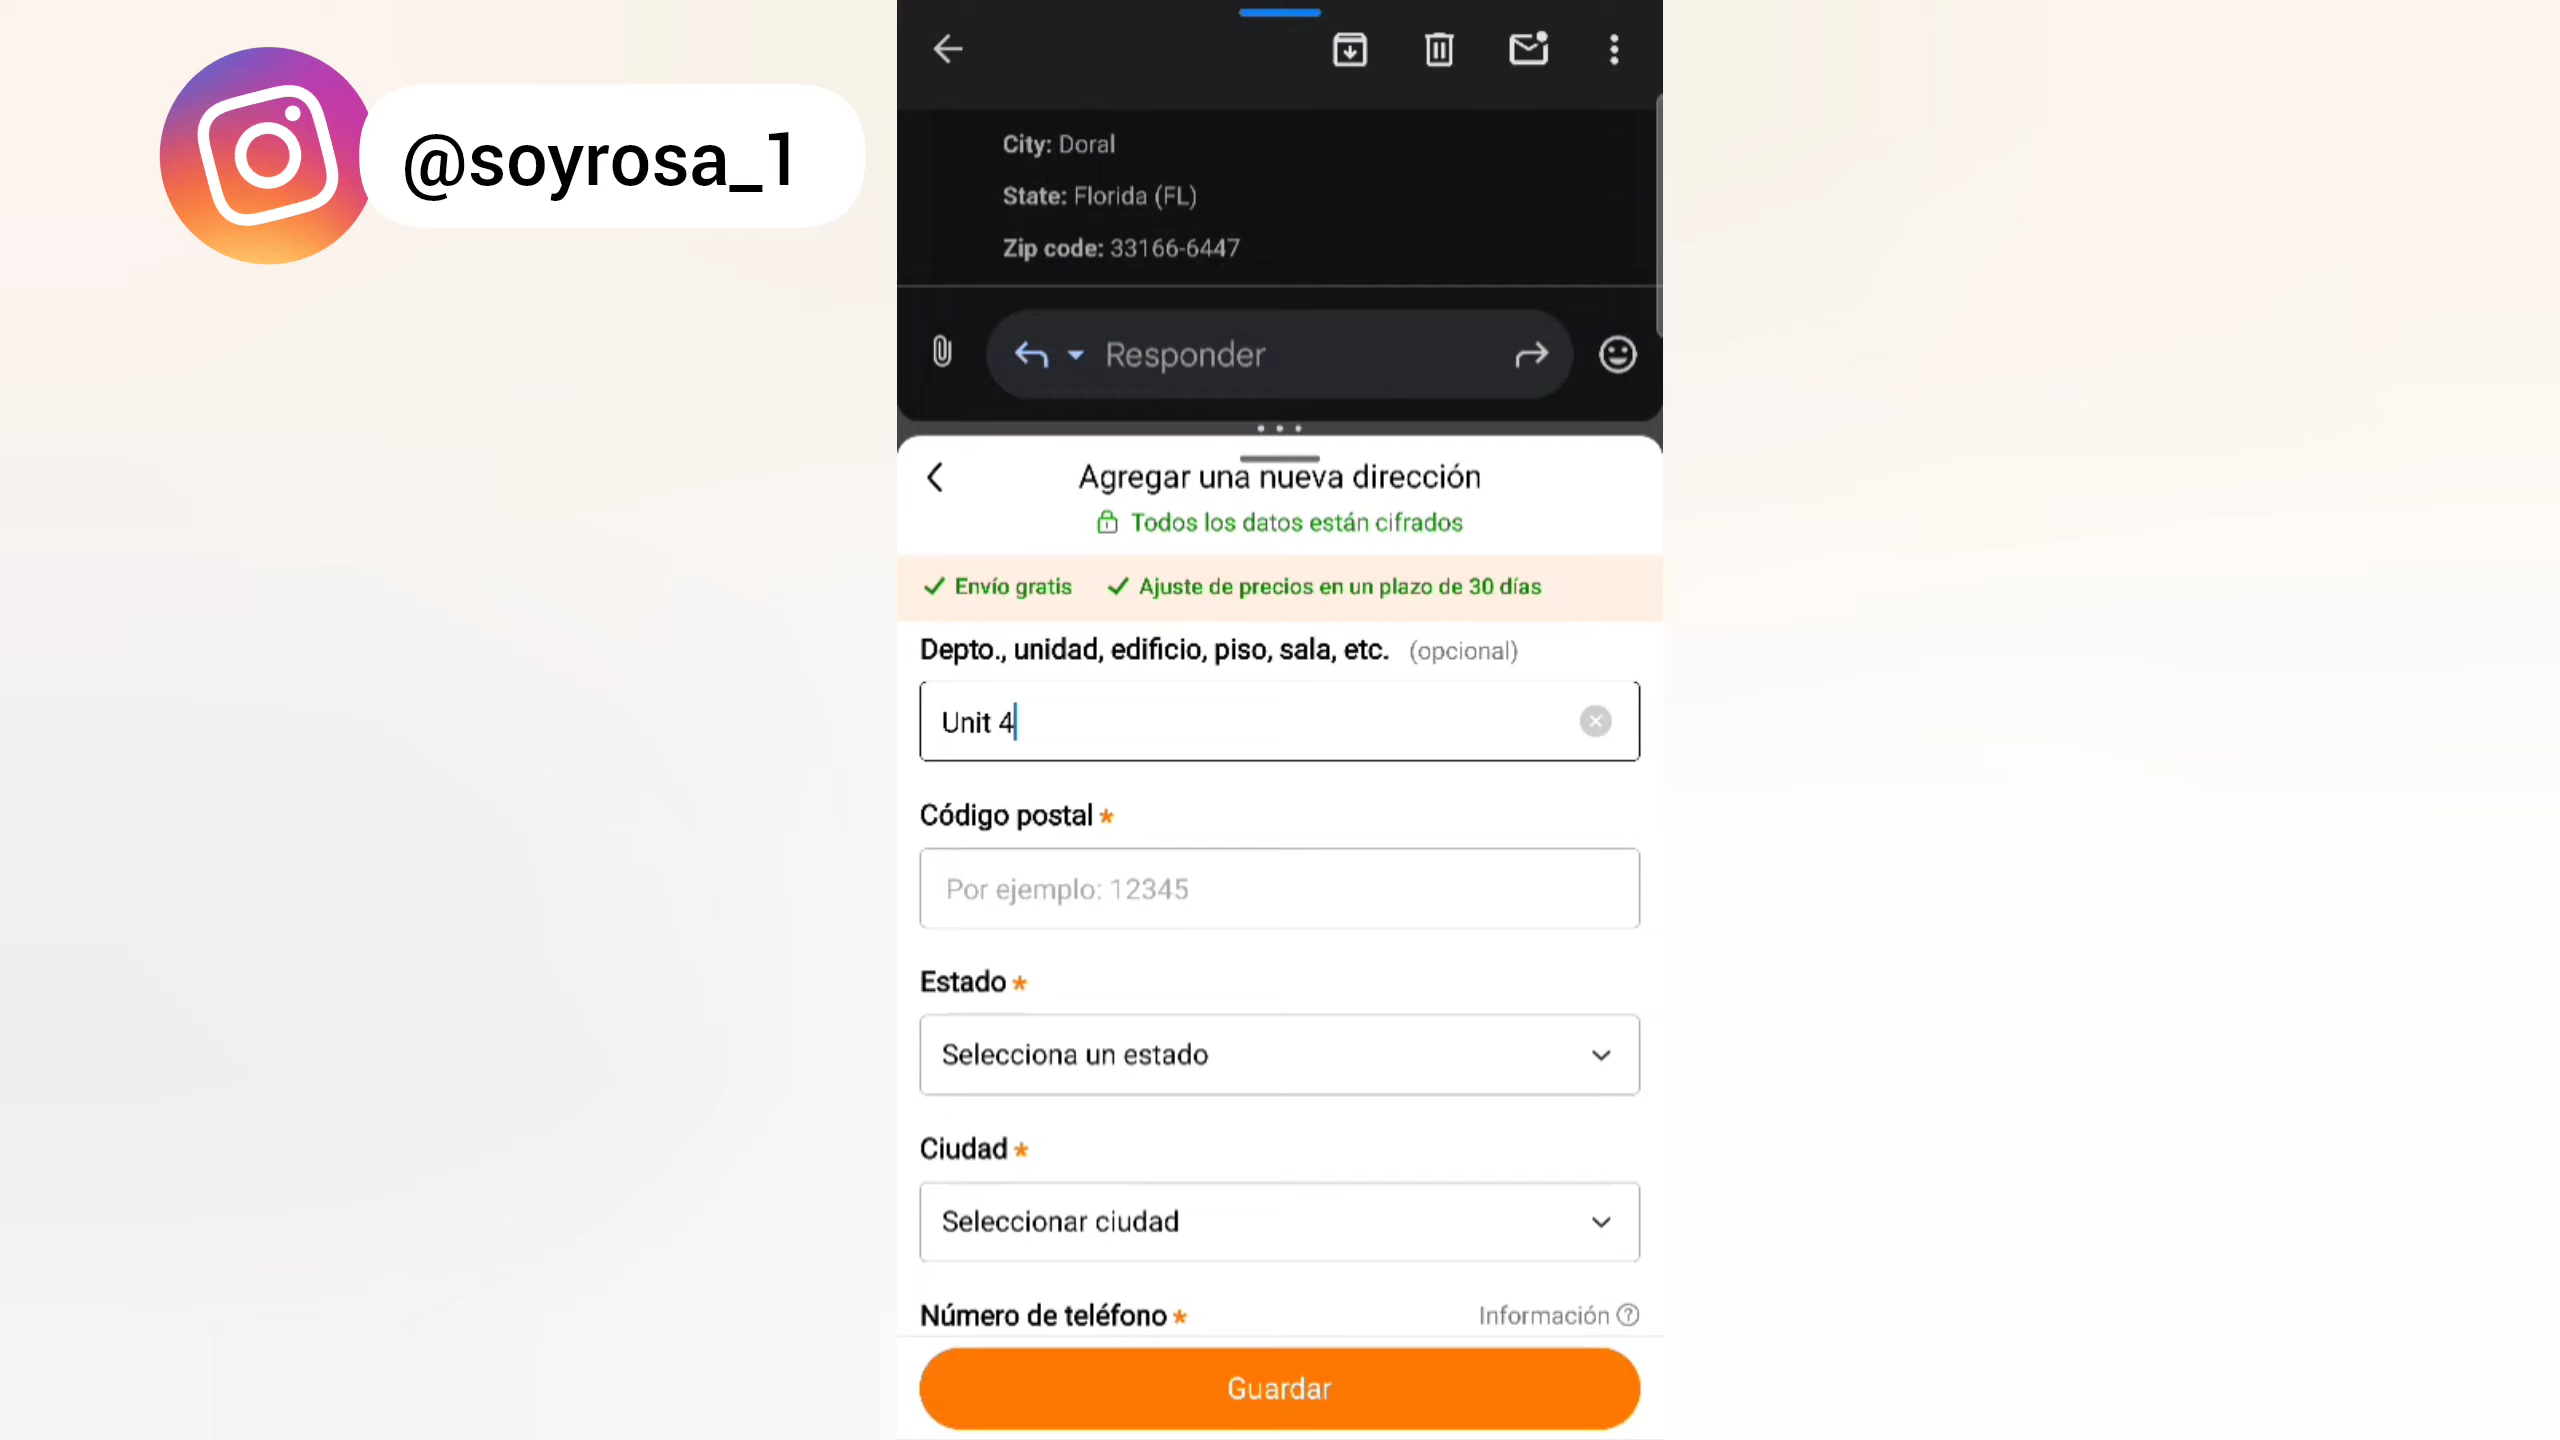 @soyrosa_1
City: Doral
State: Florida (FL)
Zip code: 33166-6447
Responder
Agregar una nueva dirección
Todos los datos están cifrados
Envío gratis Ajuste de precios en un plazo de 30 días
Depto., unidad, edificio, piso, sala, etc. (opcional)
Unit 4
Código postal *
Por ejemplo: 12345
Estado *
Selecciona un estado
Ciudad *
Seleccionar ciudad
Número de teléfono * Información
Guardar